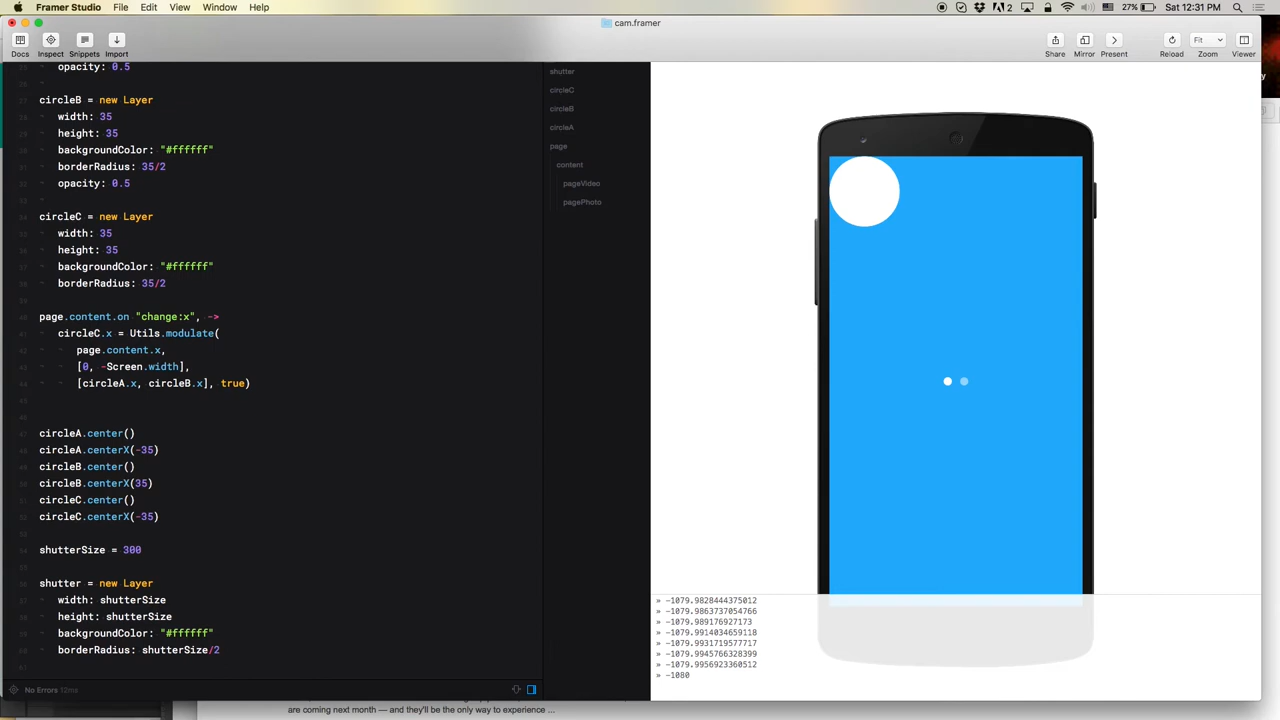 Framer Studio File Edit View Window Help
2 27% Sat 12:31 PM
cam.framer
Docs Inspect Snippets Import
Share Mirror Present Reload Fit Zoom Viewer
opacity: 0.5
circleB = new Layer
width: 35
height: 35
backgroundColor: "#ffffff"
borderRadius: 35/2
opacity: 0.5
circleC = new Layer
width: 35
height: 35
backgroundColor: "#ffffff"
borderRadius: 35/2
page.content.on "change:x", ->
circleC.x = Utils.modulate(
page.content.x,
[0, -Screen.width],
[circleA.x, circleB.x], true)
circleA.center()
circleA.centerX(-35)
circleB.center()
circleB.centerX(35)
circleC.center()
circleC.centerX(-35)
shutterSize = 300
shutter = new Layer
width: shutterSize
height: shutterSize
backgroundColor: "#ffffff"
borderRadius: shutterSize/2
No Errors 12ms
shutter
circleC
circleB
circleA
page
content
pageVideo
pagePhoto
» -1079.9828444375012
» -1079.9863737054766
» -1079.989176927173
» -1079.9914034659118
» -1079.9931719577717
» -1079.9945766328399
» -1079.9956923360512
» -1080
are coming next month — and they'll be the only way to experience ...